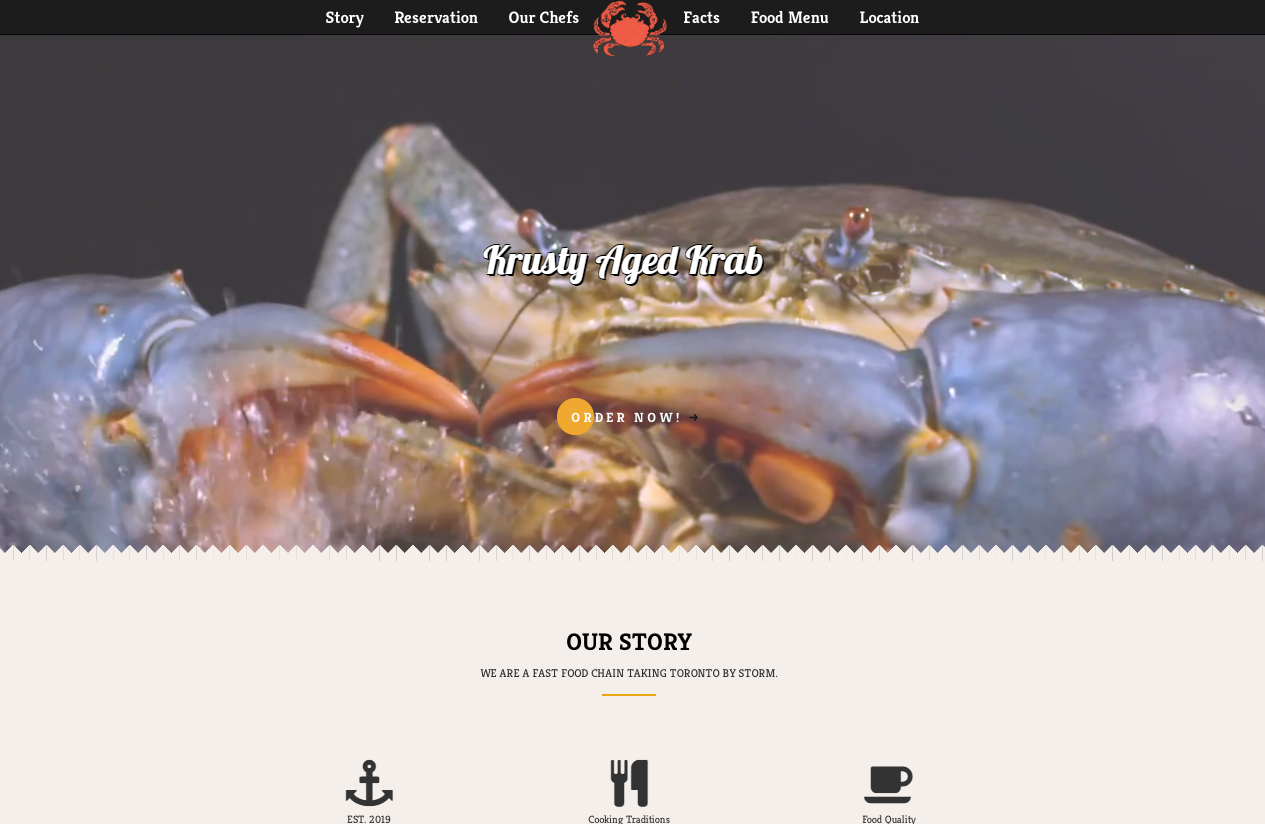 Story Reservation Our Chefs Facts Food Menu Location
Krusty Aged Krab
ORDER NOW! →
OUR STORY
WE ARE A FAST FOOD CHAIN TAKING TORONTO BY STORM.
EST. 2019 Cooking Traditions Food Quality